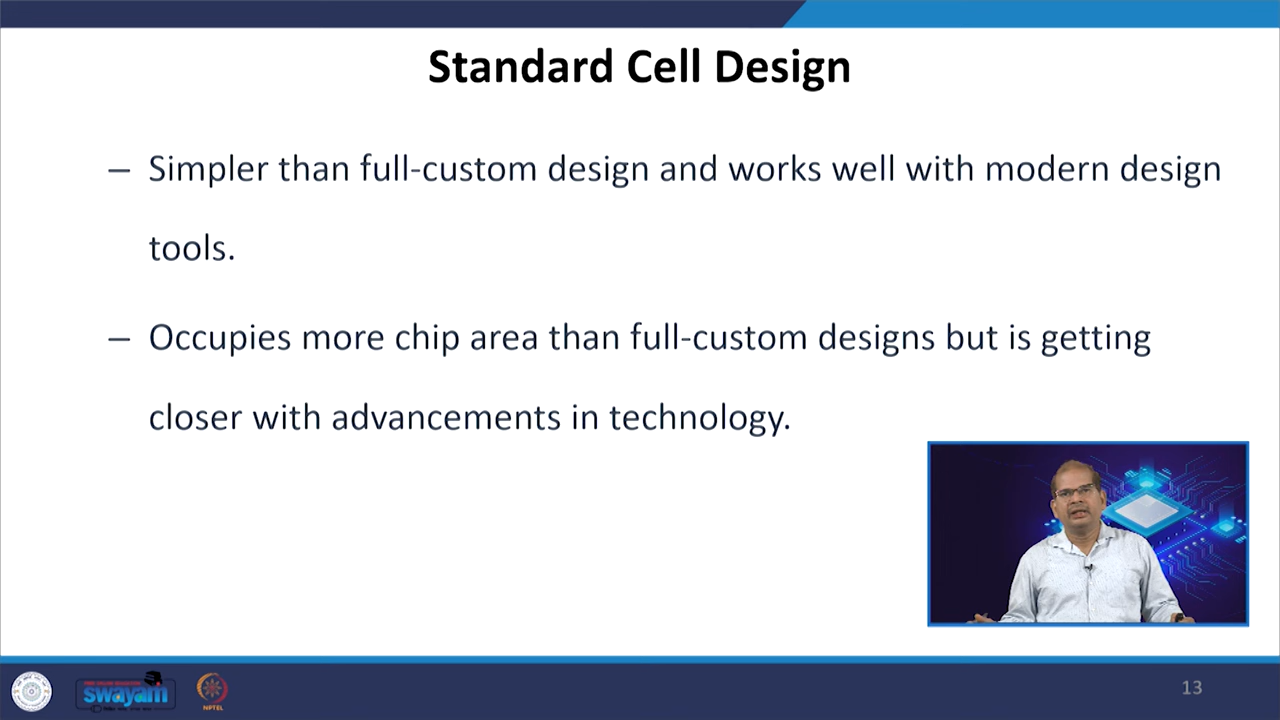 Standard Cell Design
– Simpler than full-custom design and works well with modern design
tools.
– Occupies more chip area than full-custom designs but is getting
closer with advancements in technology.
swayam
NPTEL
13